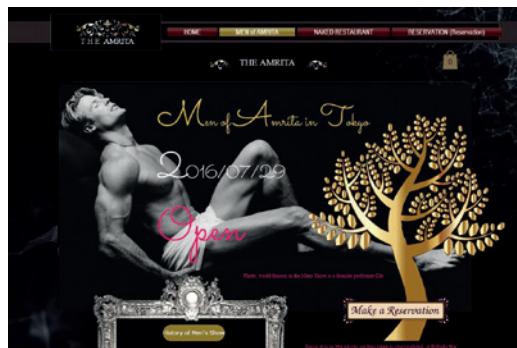 THE AMRITA
HOME
MEN of AMRITA
NAKED RESTAURANT
RESERVATION (Reservation)
THE AMRITA
0
Men of Amrita in Tokyo
2016/07/29
Open
Make a Reservation
History of Men's Show